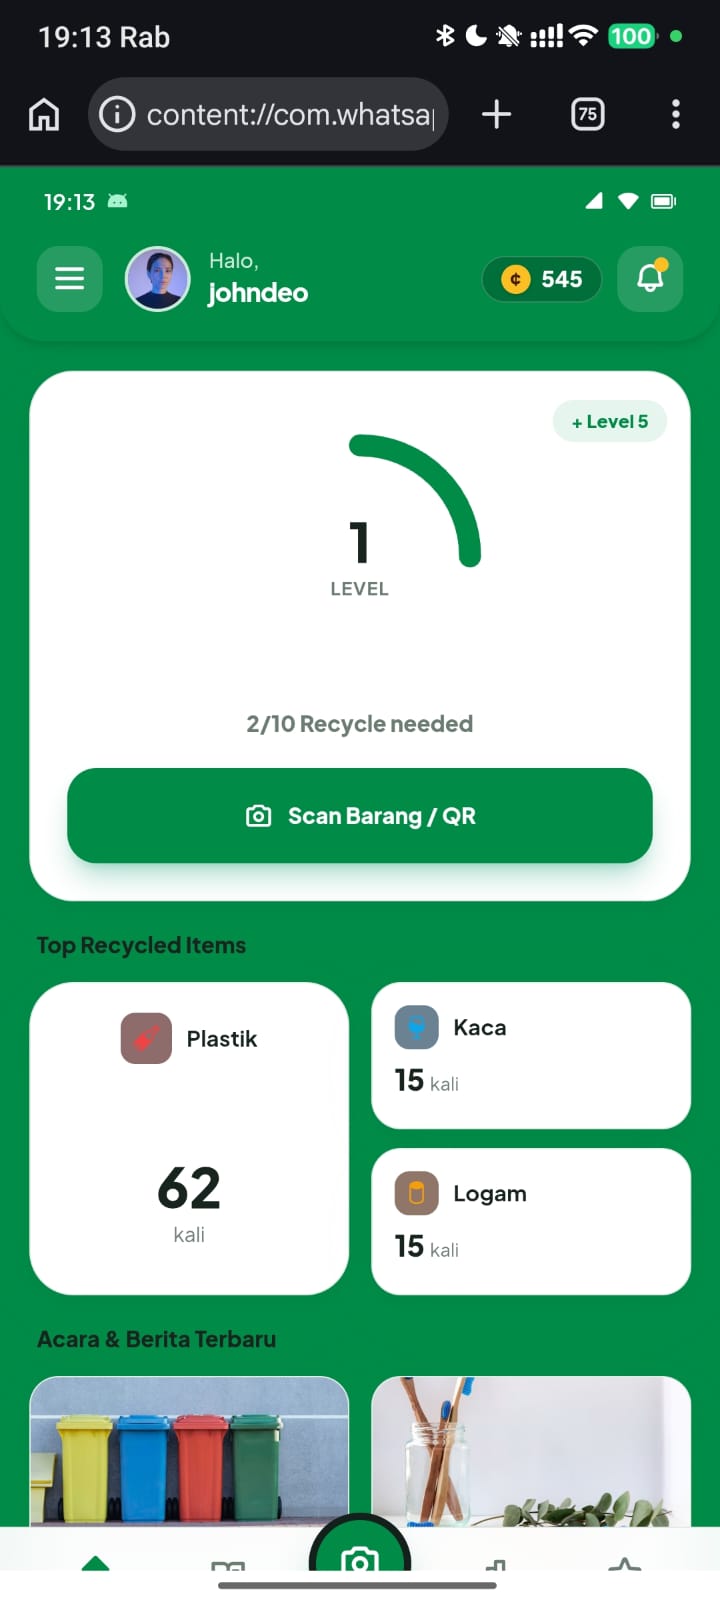 19:13 Rab
100
content://com.whatsa
75
19:13
Halo,
johndeo
545
+ Level 5
1
LEVEL
2/10 Recycle needed
Scan Barang / QR
Top Recycled Items
Plastik
62
kali
Kaca
15 kali
Logam
15 kali
Acara & Berita Terbaru